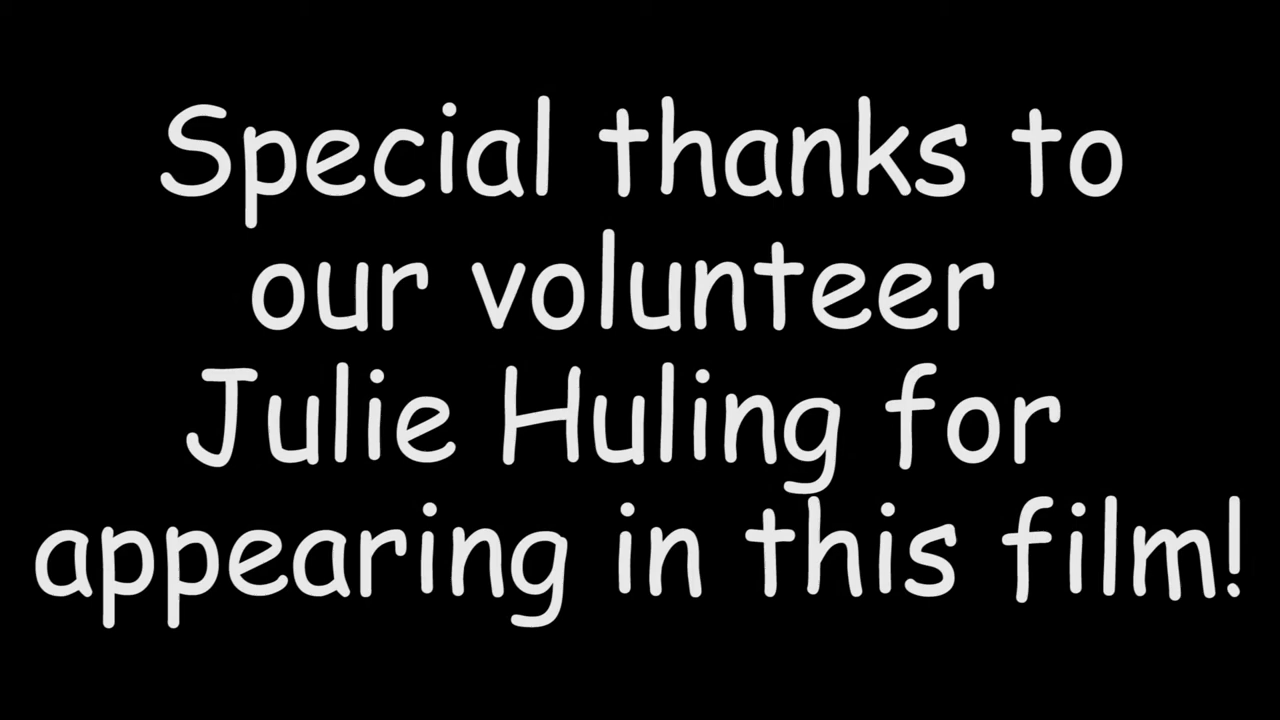 Special thanks to
our volunteer
Julie Huling for
appearing in this film!